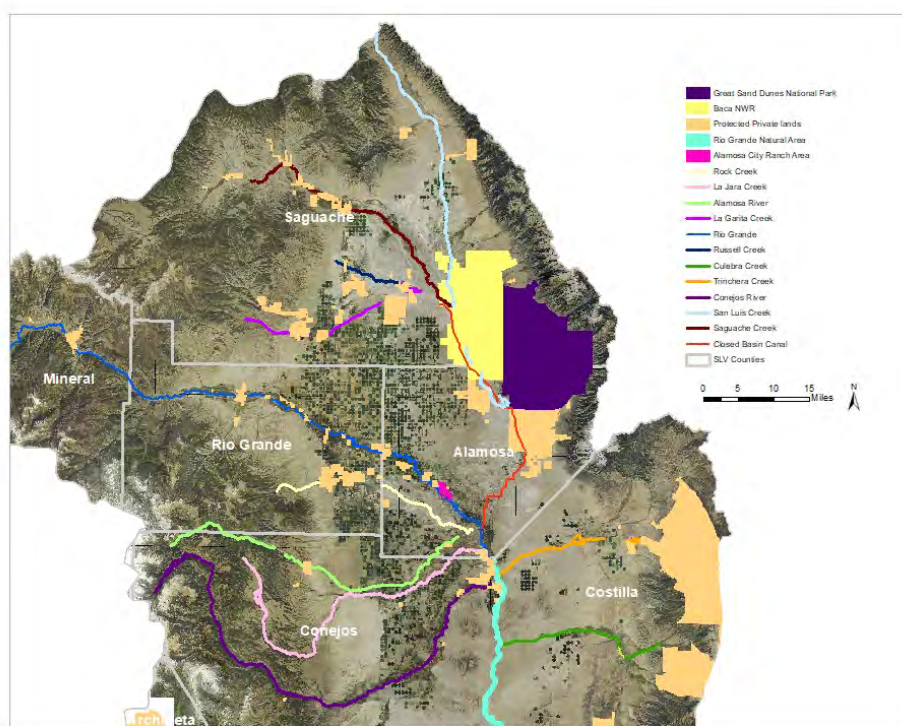 Great Sand Dunes National Park
Baca NWR
Protected Private lands
Rio Grande Natural Area
Alamosa City Ranch Area
Rock Creek
La Jara Creek
Alamosa River
La Garita Creek
Rio Grande
Russell Creek
Culebra Creek
Trinchera Creek
Conejos River
San Luis Creek
Saguache Creek
Closed Basin Canal
SLV Counties
0 5 10 15
Miles
N
Saguache
Mineral
Rio Grande
Alamosa
Costilla
Conejos
Archuleta